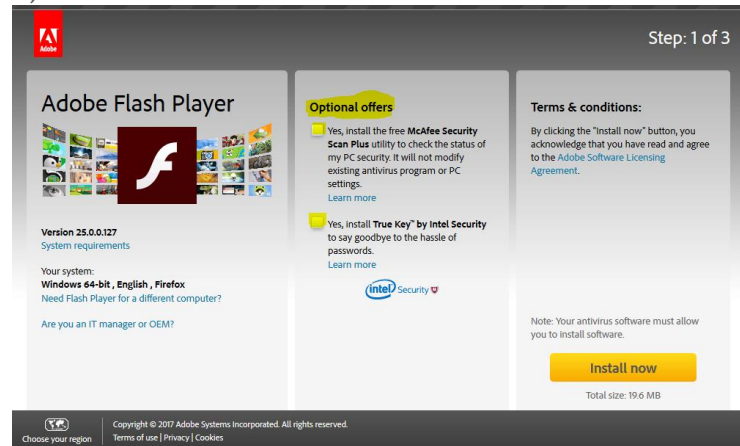 Adobe
Step: 1 of 3
Adobe Flash Player
Version 25.0.0.127
System requirements
Your system:
Windows 64-bit , English , Firefox
Need Flash Player for a different computer?
Are you an IT manager or OEM?
Optional offers
Yes, install the free McAfee Security
Scan Plus utility to check the status of
my PC security. It will not modify
existing antivirus program or PC
settings.
Learn more
Yes, install True Key™ by Intel Security
to say goodbye to the hassle of
passwords.
Learn more
intel Security
Terms & conditions:
By clicking the "Install now" button, you
acknowledge that you have read and agree
to the Adobe Software Licensing
Agreement.
Note: Your antivirus software must allow
you to install software.
Install now
Total size: 19.6 MB
Choose your region
Copyright © 2017 Adobe Systems Incorporated. All rights reserved.
Terms of use | Privacy | Cookies